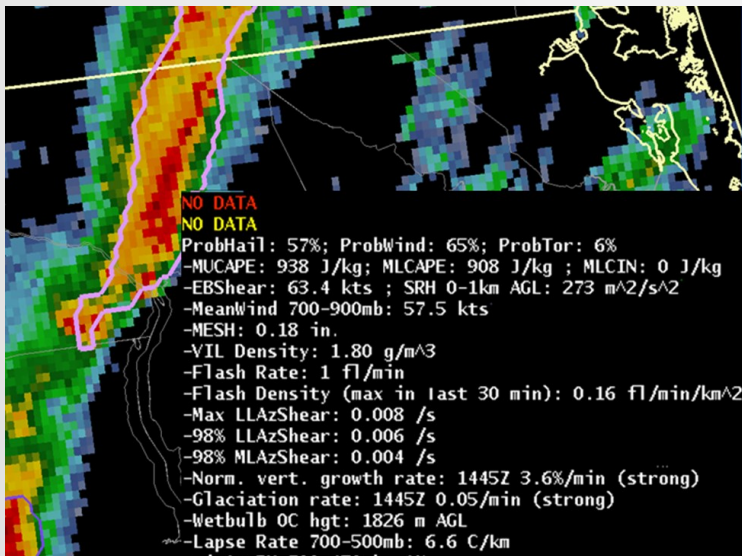 NO DATA
NO DATA
ProbHail: 57%; ProbWind: 65%; ProbTor: 6%
-MUCAPE: 938 J/kg; MLCAPE: 908 J/kg ; MLCIN: 0 J/kg
-EBShear: 63.4 kts ; SRH 0-1km AGL: 273 m^2/s^2
-MeanWind 700-900mb: 57.5 kts
-MESH: 0.18 in.
-VIL Density: 1.80 g/m^3
-Flash Rate: 1 fl/min
-Flash Density (max in last 30 min): 0.16 fl/min/km^2
-Max LLAzShear: 0.008 /s
-98% LLAzShear: 0.006 /s
-98% MLAzShear: 0.004 /s
-Norm. vert. growth rate: 1445Z 3.6%/min (strong)
-Glaciation rate: 1445Z 0.05/min (strong)
-Wetbulb 0C hgt: 1826 m AGL
-Lapse Rate 700-500mb: 6.6 C/km